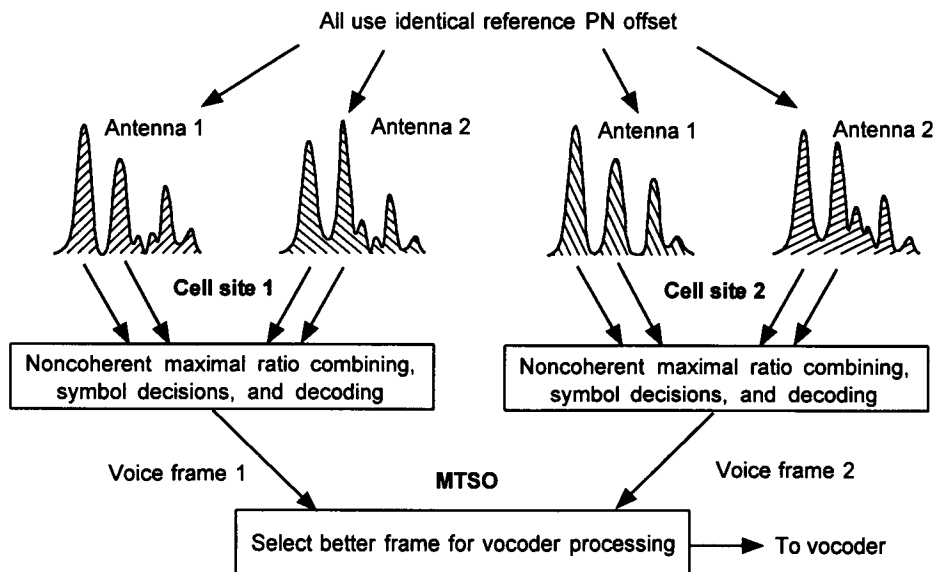 All use identical reference PN offset
Antenna 1
Antenna 2
Antenna 1
Antenna 2
Cell site 1
Cell site 2
Noncoherent maximal ratio combining,
symbol decisions, and decoding
Noncoherent maximal ratio combining,
symbol decisions, and decoding
Voice frame 1
MTSO
Voice frame 2
Select better frame for vocoder processing
To vocoder